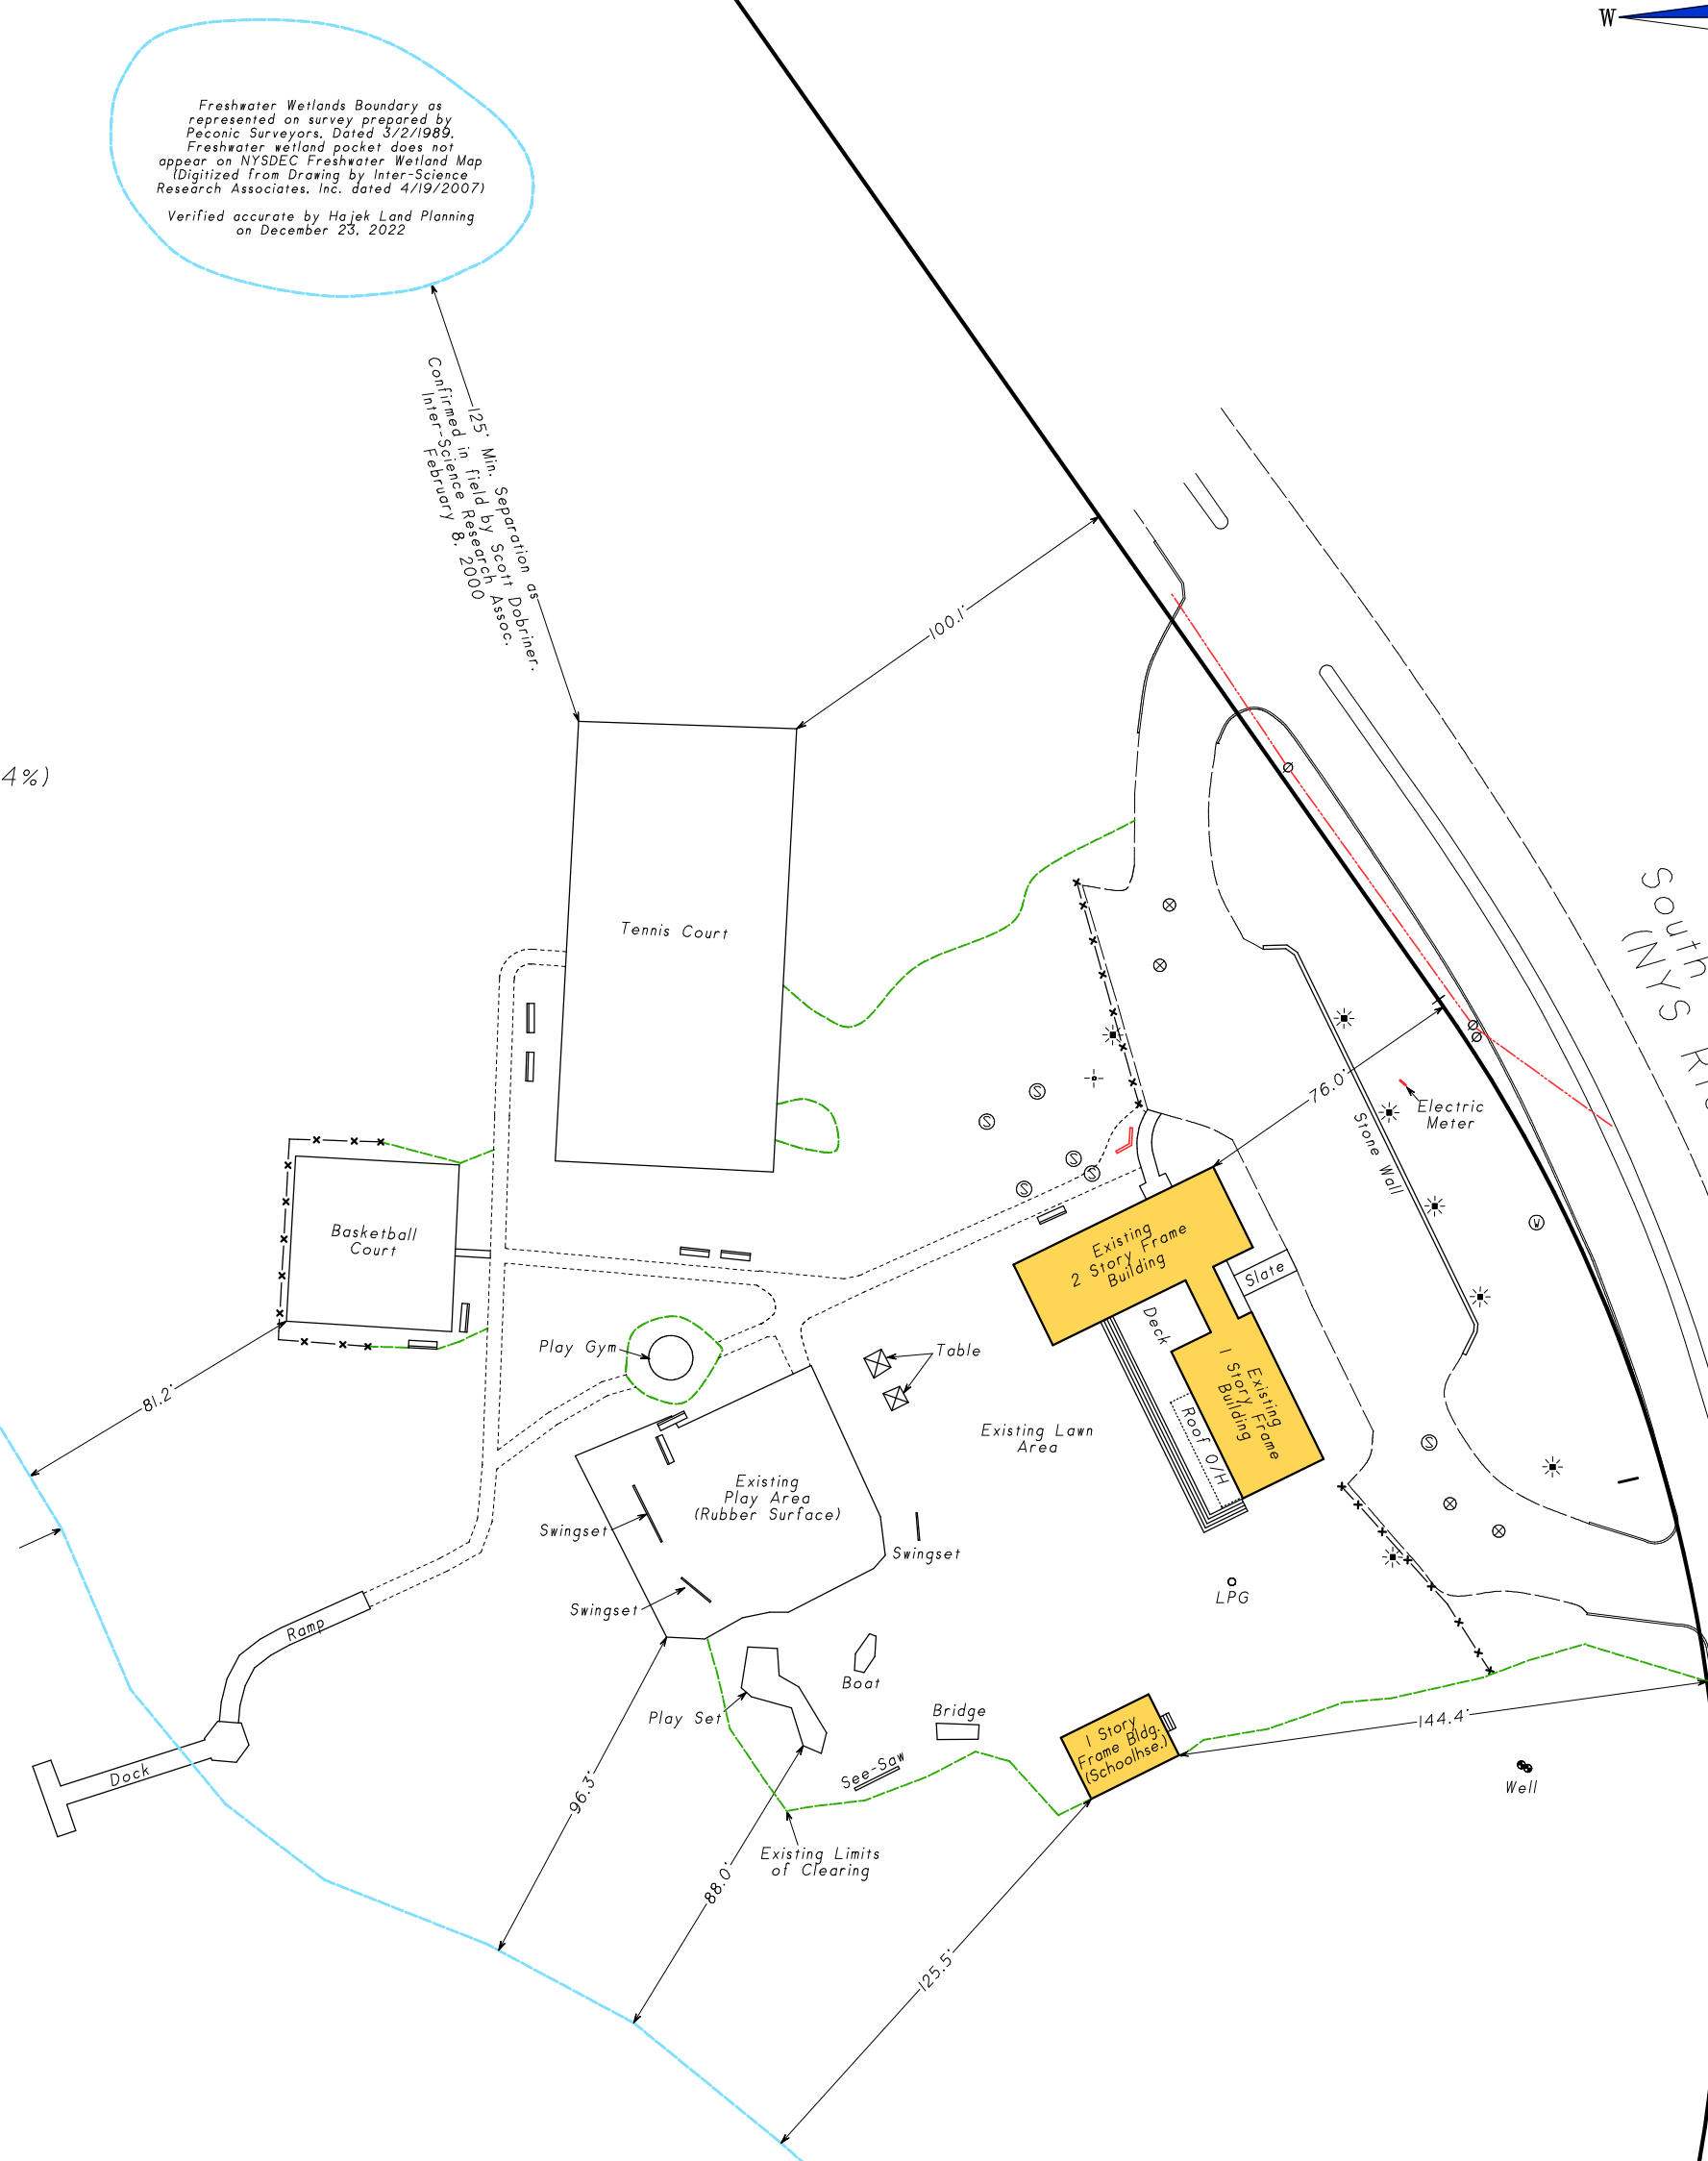 W
Freshwater Wetlands Boundary as
represented on survey prepared by
Peconic Surveyors, Dated 3/2/1989.
Freshwater wetland pocket does not
appear on NYSDEC Freshwater Wetland Map
(Digitized from Drawing by Inter-Science
Research Associates, Inc. dated 4/19/2007)
Verified accurate by Hajek Land Planning
on December 23, 2022
125' Min. Separation as
Confirmed in field by Scott Dobriner,
Inter-Science Research Assoc.
February 8, 2000
100.1'
4%)
South
(NYS
Tennis Court
76.0'
Electric
Meter
Stone Wall
W
S
S
S
S
S
Basketball
Court
Existing
2 Story Frame
Building
Slate
Deck
Play Gym
Table
Existing
1 Story Frame
Building
Roof O/H
81.2'
Existing Lawn
Area
S
Existing
Play Area
(Rubber Surface)
Swingset
Swingset
Swingset
LPG
Ramp
Boat
Play Set
Bridge
1 Story
Frame Bldg.
(Schoolhse.)
144.4'
Dock
See-Saw
Well
96.3'
88.0'
Existing Limits
of Clearing
125.5'